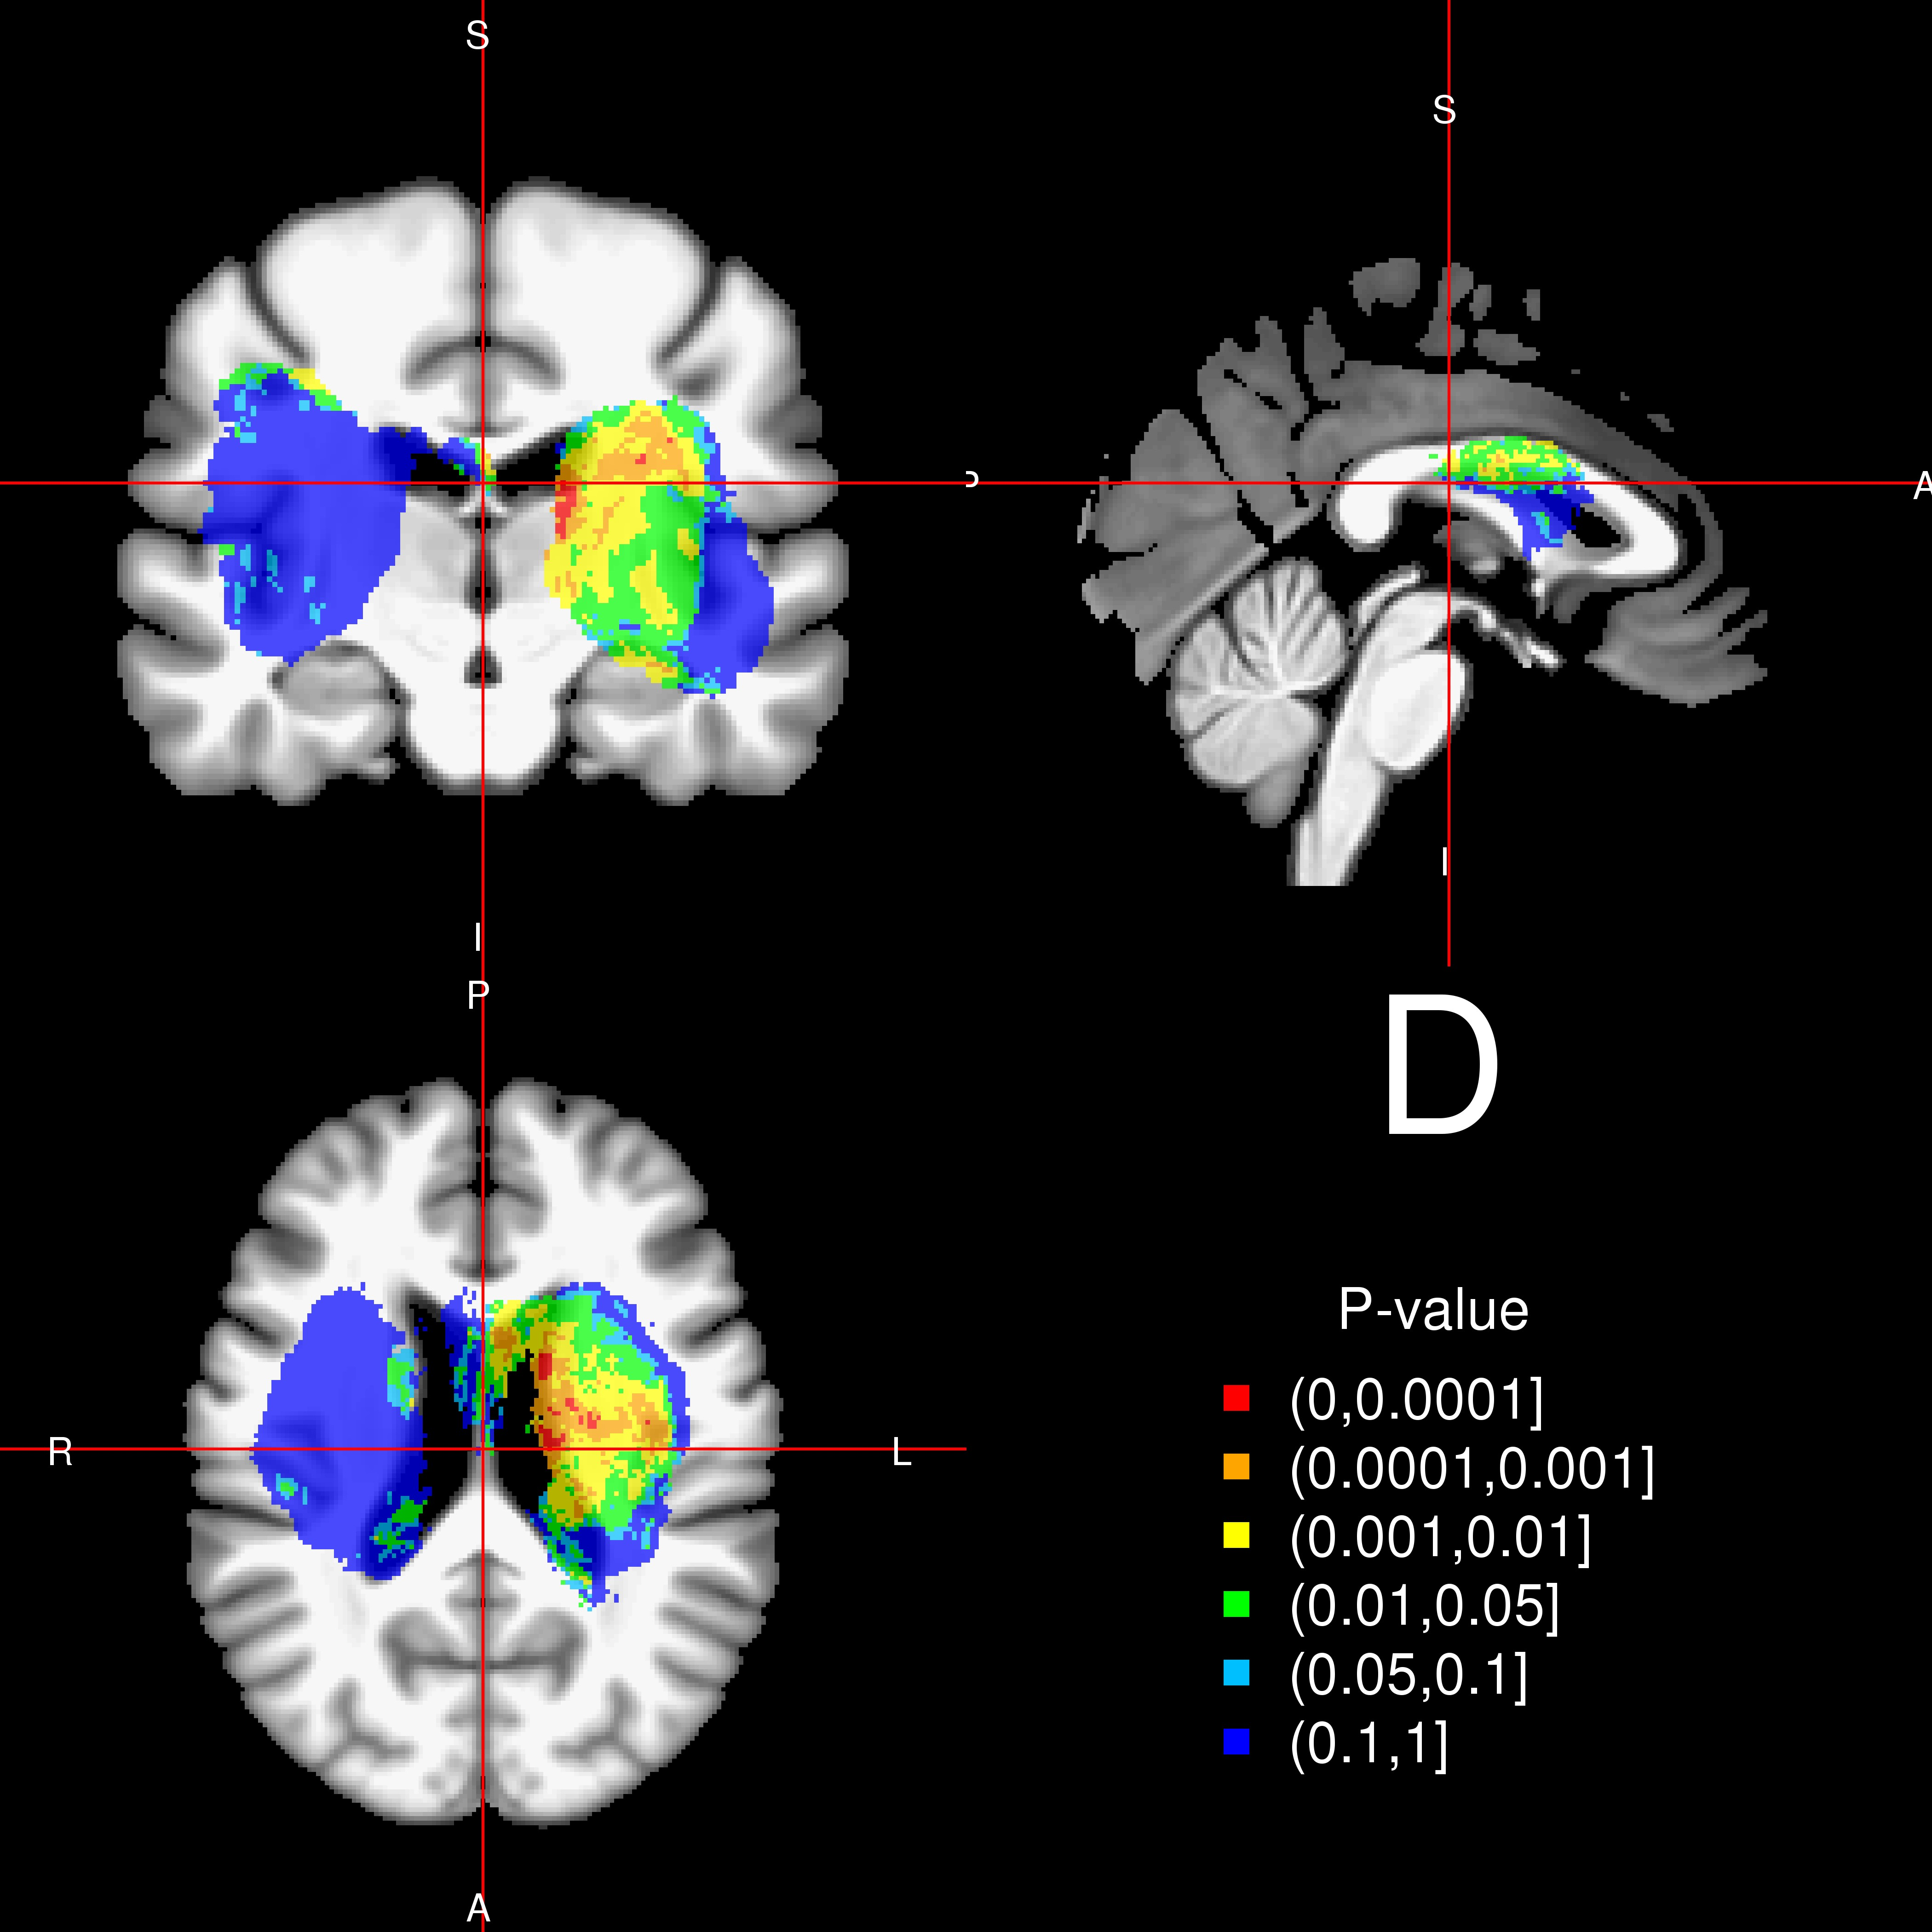 S
S
P
A
I
I
P
D
R
L
A
P-value
(0,0.0001]
(0.0001,0.001]
(0.001,0.01]
(0.01,0.05]
(0.05,0.1]
(0.1,1]